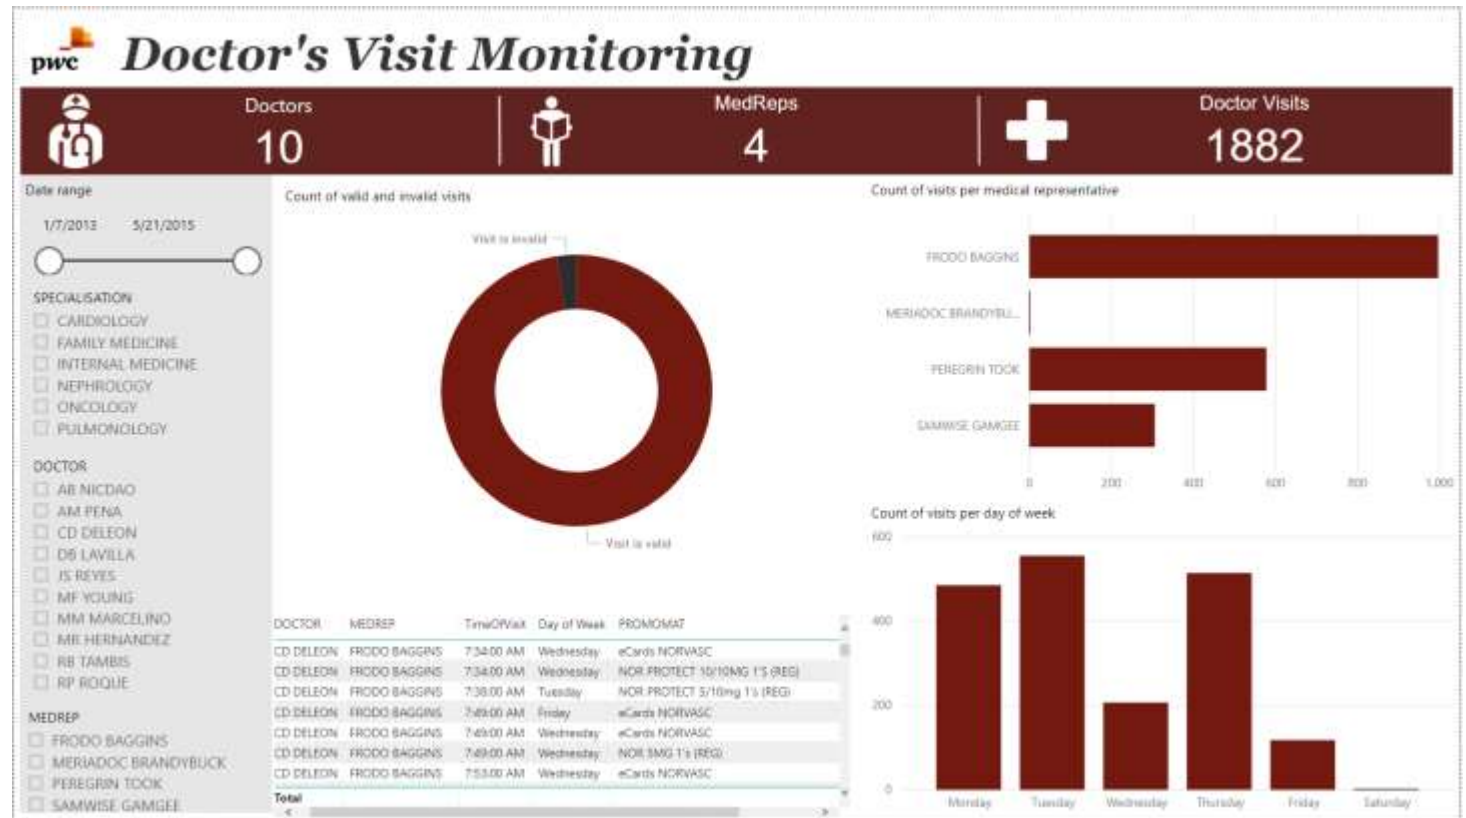 pwc Doctor's Visit Monitoring
Doctors
10
MedReps
4
Doctor Visits
1882
Date range
1/7/2013 5/21/2015
SPECIALISATION
CARDIOLOGY
FAMILY MEDICINE
INTERNAL MEDICINE
NEPHROLOGY
ONCOLOGY
PULMONOLOGY
DOCTOR
AB NICDAO
AM PENA
CD DELEON
DB LAVILLA
JS REYES
MF YOUNG
MM MARCELINO
MR HERNANDEZ
RB TAMBIS
RP ROQUE
MEDREP
FRODO BAGGINS
MERIADOC BRANDYBUCK
PEREGRIN TOOK
SAMWISE GAMGEE
Count of valid and invalid visits
Visit is invalid
Visit is valid
DOCTOR MEDREP TimeOfVisit Day of Week PROMOMAT
CD DELEON FRODO BAGGINS 7:34:00 AM Wednesday eCards NORVASC
CD DELEON FRODO BAGGINS 7:34:00 AM Wednesday NOR PROTECT 10/10MG 1'S (REG)
CD DELEON FRODO BAGGINS 7:38:00 AM Tuesday NOR PROTECT 5/10mg 1's (REG)
CD DELEON FRODO BAGGINS 7:49:00 AM Friday eCards NORVASC
CD DELEON FRODO BAGGINS 7:49:00 AM Wednesday eCards NORVASC
CD DELEON FRODO BAGGINS 7:49:00 AM Wednesday NOR 5MG 1's (REG)
CD DELEON FRODO BAGGINS 7:53:00 AM Wednesday eCards NORVASC
Total
Count of visits per medical representative
FRODO BAGGINS
MERIADOC BRANDYBU...
PEREGRIN TOOK
SAMWISE GAMGEE
0 200 400 600 800 1,000
Count of visits per day of week
600
400
200
0
Monday Tuesday Wednesday Thursday Friday Saturday